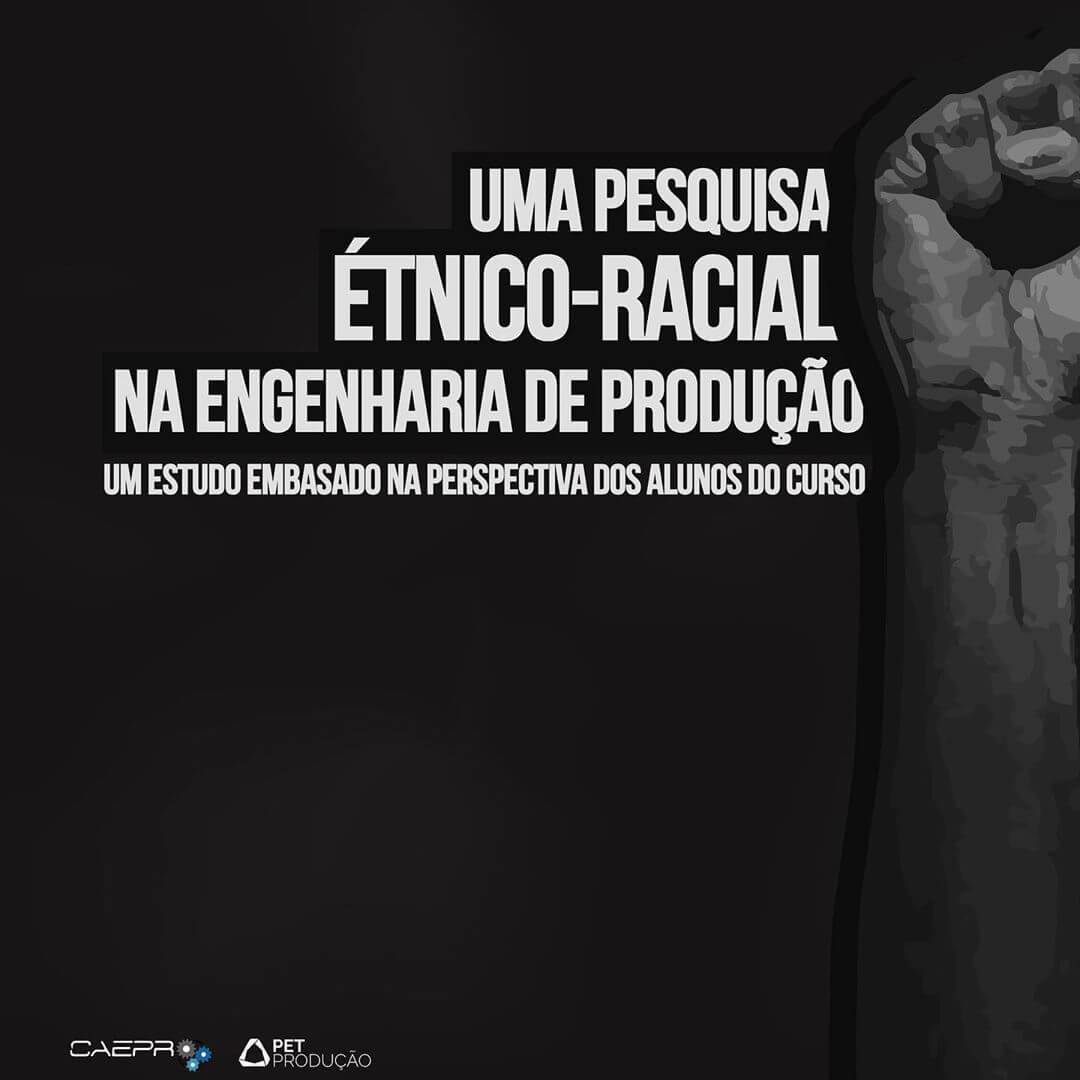 UMA PESQUISA
ÉTNICO-RACIAL
NA ENGENHARIA DE PRODUÇÃO
UM ESTUDO EMBASADO NA PERSPECTIVA DOS ALUNOS DO CURSO
CAEPRO
PET
PRODUÇÃO